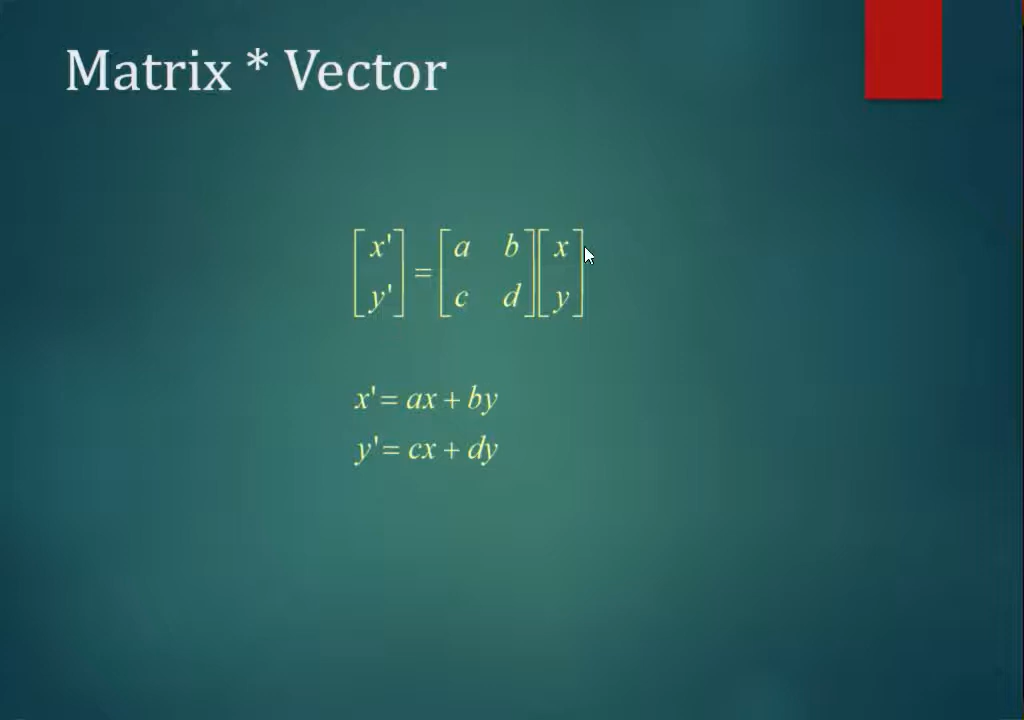 Matrix * Vector
[x'] = [a b][x]
[y'] [c d][y]
x'= ax + by
y'= cx + dy